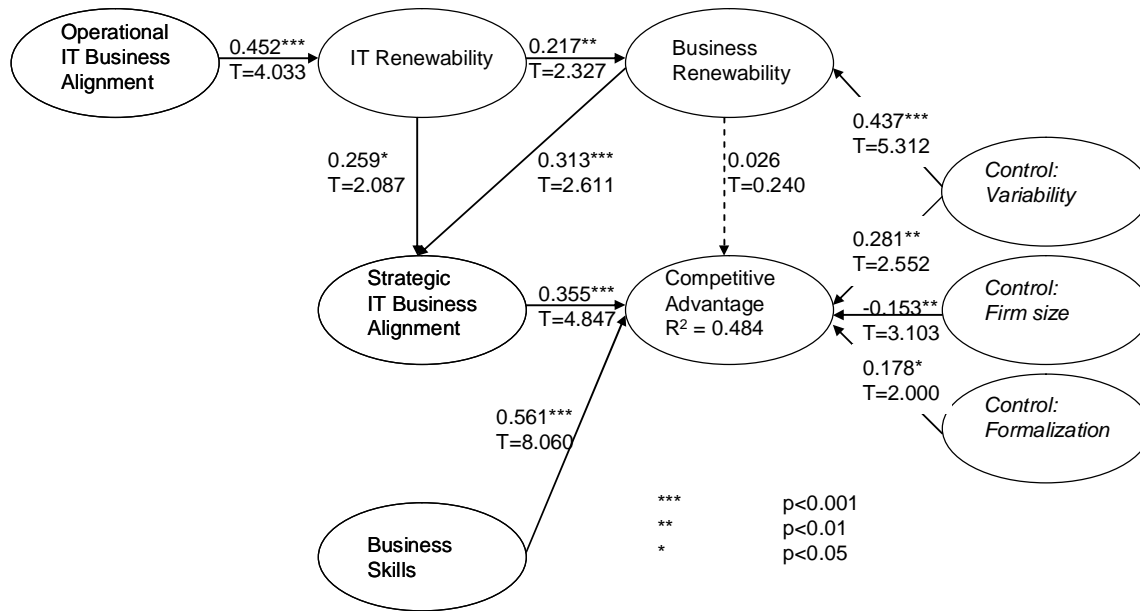 Operational
IT Business
Alignment
0.452***
T=4.033
IT Renewability
0.217**
T=2.327
Business
Renewability
0.437***
T=5.312
0.259*
T=2.087
0.313***
T=2.611
0.026
T=0.240
Control:
Variability
0.281**
T=2.552
Strategic
IT Business
Alignment
0.355***
T=4.847
Competitive
Advantage
R² = 0.484
-0.153**
T=3.103
Control:
Firm size
0.178*
T=2.000
Control:
Formalization
0.561***
T=8.060
Business
Skills
*** p<0.001
** p<0.01
* p<0.05